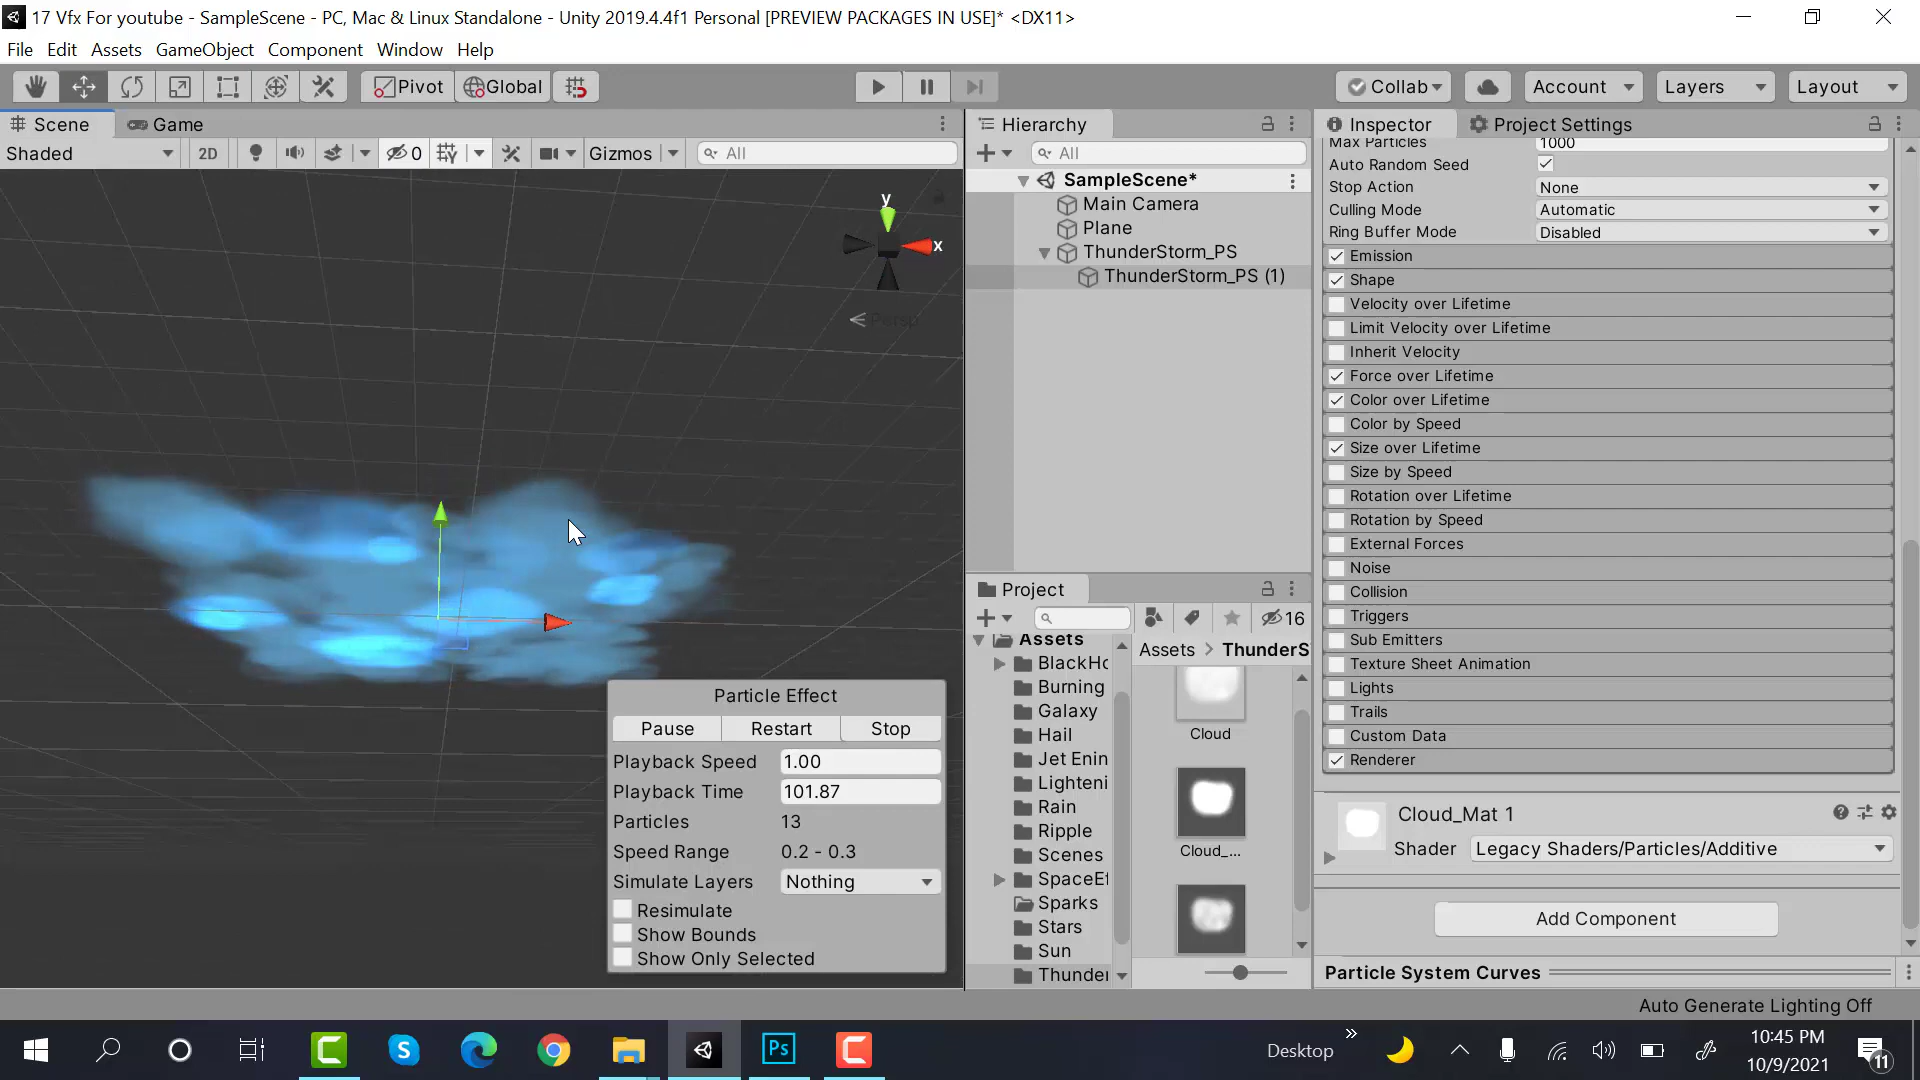 17 Vfx For youtube - SampleScene - PC, Mac & Linux Standalone - Unity 2019.4.4f1 Personal [PREVIEW PACKAGES IN USE]* <DX11>
File Edit Assets GameObject Component Window Help
Pivot Global Collab Account Layers Layout
Scene Game
Shaded 2D 0 Gizmos All
y
x
Persp
Particle Effect
Pause Restart Stop
Playback Speed 1.00
Playback Time 101.87
Particles 13
Speed Range 0.2 - 0.3
Simulate Layers Nothing
Resimulate
Show Bounds
Show Only Selected
Hierarchy
All
SampleScene*
Main Camera
Plane
ThunderStorm_PS
ThunderStorm_PS (1)
Project
16
Assets
BlackHo
Burning
Galaxy
Hail
Jet Enin
Lighteni
Rain
Ripple
Scenes
SpaceEf
Sparks
Stars
Sun
Thunder
Assets > ThunderS
Cloud
Cloud_...
Inspector Project Settings
Max Particles 1000
Auto Random Seed
Stop Action None
Culling Mode Automatic
Ring Buffer Mode Disabled
Emission
Shape
Velocity over Lifetime
Limit Velocity over Lifetime
Inherit Velocity
Force over Lifetime
Color over Lifetime
Color by Speed
Size over Lifetime
Size by Speed
Rotation over Lifetime
Rotation by Speed
External Forces
Noise
Collision
Triggers
Sub Emitters
Texture Sheet Animation
Lights
Trails
Custom Data
Renderer
Cloud_Mat 1
Shader Legacy Shaders/Particles/Additive
Add Component
Particle System Curves
Auto Generate Lighting Off
Ps
Desktop
10:45 PM
10/9/2021
11